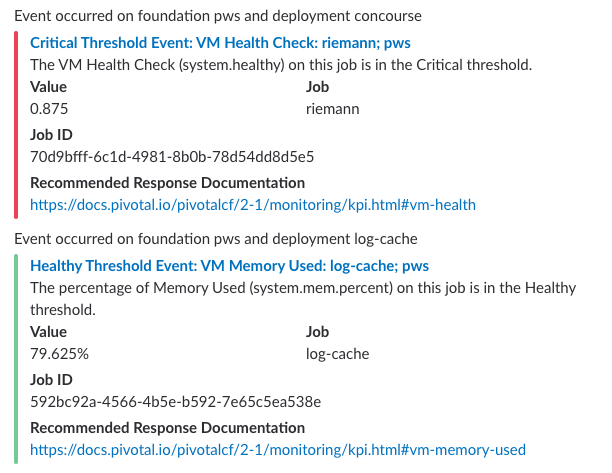 Event occurred on foundation pws and deployment concourse
Critical Threshold Event: VM Health Check: riemann; pws
The VM Health Check (system.healthy) on this job is in the Critical threshold.
Value Job
0.875 riemann
Job ID
70d9bfff-6c1d-4981-8b0b-78d54dd8d5e5
Recommended Response Documentation
https://docs.pivotal.io/pivotalcf/2-1/monitoring/kpi.html#vm-health
Event occurred on foundation pws and deployment log-cache
Healthy Threshold Event: VM Memory Used: log-cache; pws
The percentage of Memory Used (system.mem.percent) on this job is in the Healthy
threshold.
Value Job
79.625% log-cache
Job ID
592bc92a-4566-4b5e-b592-7e65c5ea538e
Recommended Response Documentation
https://docs.pivotal.io/pivotalcf/2-1/monitoring/kpi.html#vm-memory-used